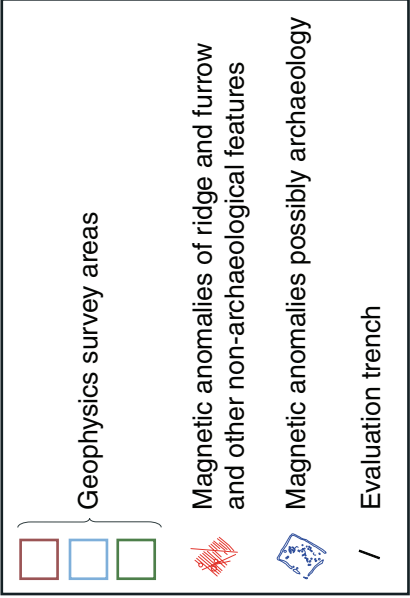 Geophysics survey areas
Magnetic anomalies of ridge and furrow
and other non-archaeological features
Magnetic anomalies possibly archaeology
Evaluation trench